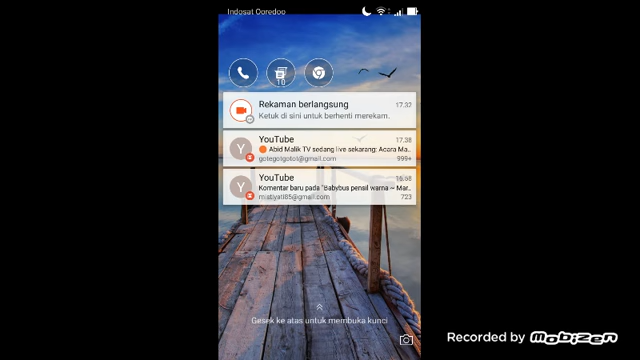 Indosat Ooredoo
10
Rekaman berlangsung 17.32
Ketuk di sini untuk berhenti merekam.
Y
YouTube 17.38
Abid Malik TV sedang live sekarang: Acara Ma..
gotegotgotot@gmail.com 999+
Y
YouTube 16.58
Komentar baru pada "Babybus pensil warna ~ Mar..
mistiyati85@gmail.com 723
Gesek ke atas untuk membuka kunci
Recorded by mobizen